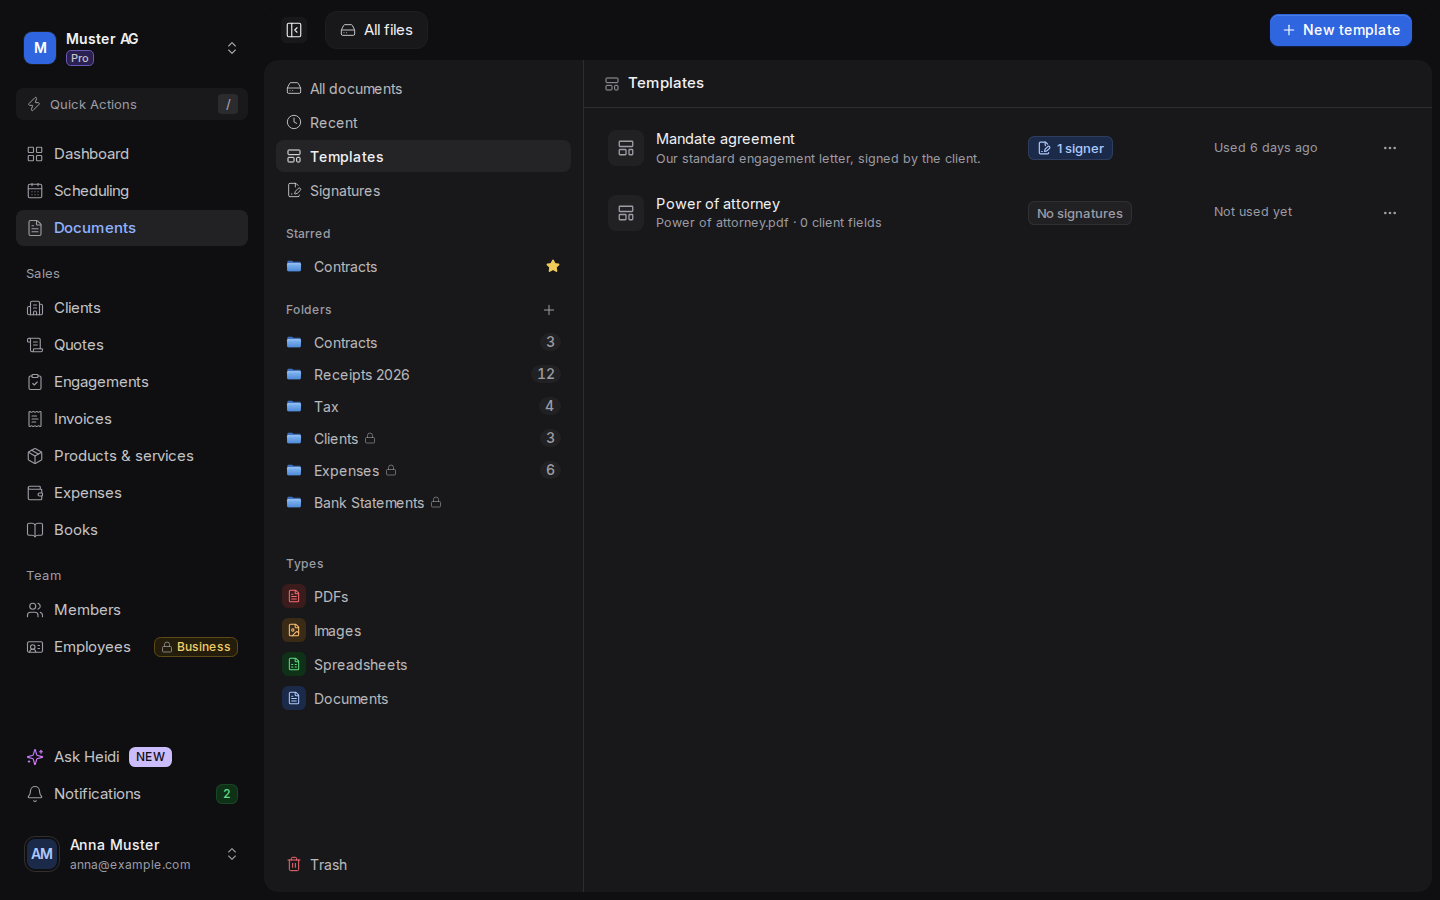 M
Muster AG
Pro
Quick Actions
/
Dashboard
Scheduling
Documents
Sales
Clients
Quotes
Engagements
Invoices
Products & services
Expenses
Books
Team
Members
Employees
Business
Ask Heidi
NEW
Notifications
2
AM
Anna Muster
anna@example.com
All files
New template
All documents
Recent
Templates
Signatures
Starred
Contracts
Folders
Contracts
3
Receipts 2026
12
Tax
4
Clients
3
Expenses
6
Bank Statements
Types
PDFs
Images
Spreadsheets
Documents
Trash
Templates
Mandate agreement
Our standard engagement letter, signed by the client.
1 signer
Used 6 days ago
Power of attorney
Power of attorney.pdf · 0 client fields
No signatures
Not used yet